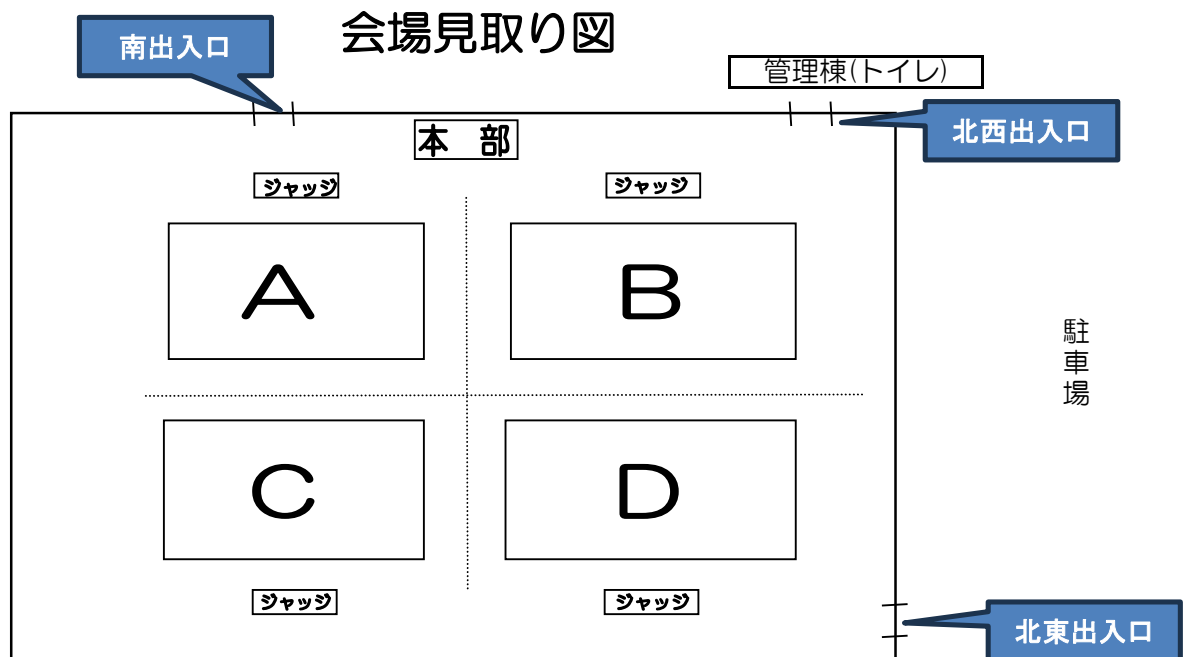 会場見取り図
南出入口
管理棟(トイレ)
北西出入口
本 部
ジャッジ
ジャッジ
A
B
駐車場
C
D
ジャッジ
ジャッジ
北東出入口